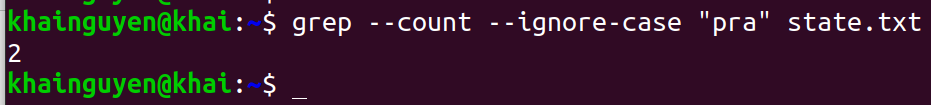 khainguyen@khai:~$ grep --count --ignore-case "pra" state.txt
2
khainguyen@khai:~$ _